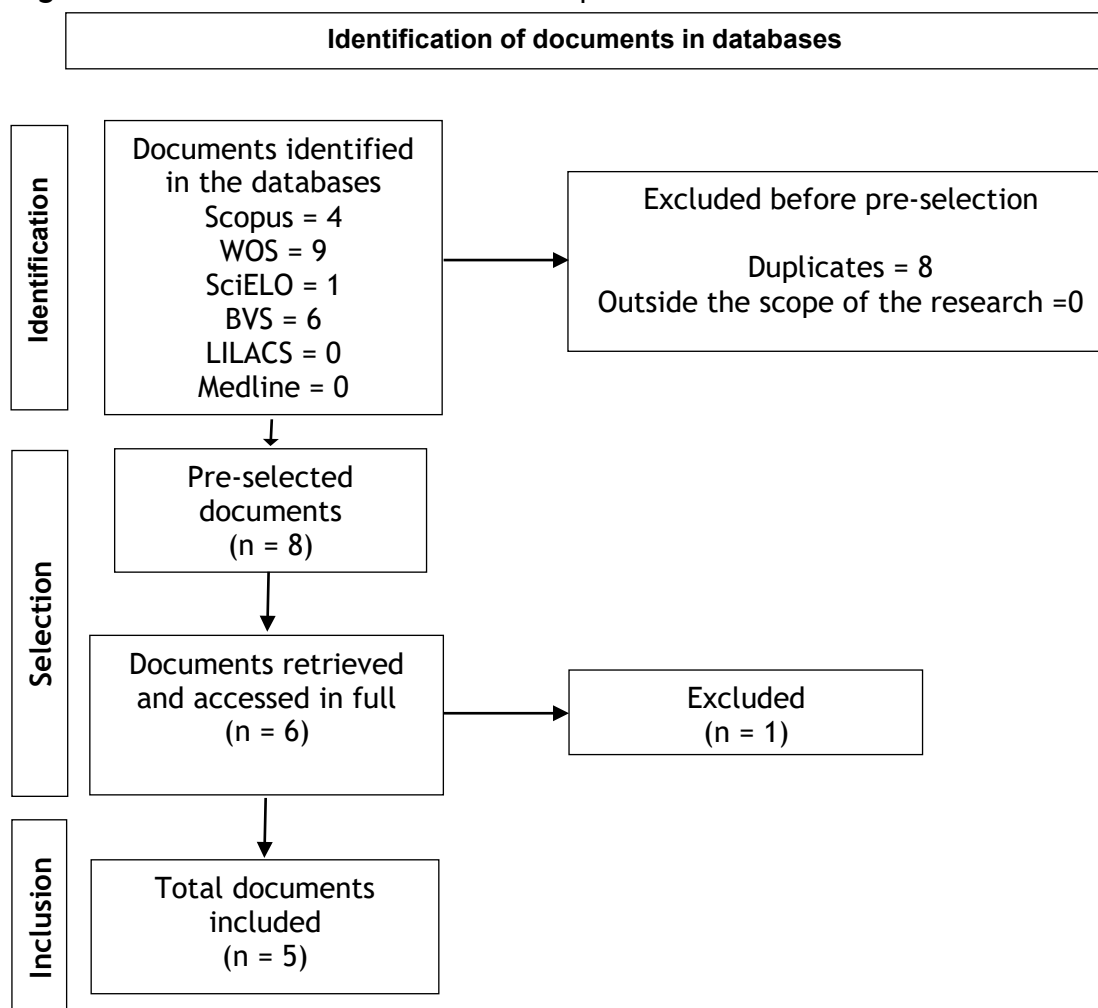 Identification of documents in databases
Identification
Documents identified
in the databases
Scopus = 4
WOS = 9
SciELO = 1
BVS = 6
LILACS = 0
Medline = 0
Excluded before pre-selection
Duplicates = 8
Outside the scope of the research =0
Selection
Pre-selected
documents
(n = 8)
Documents retrieved
and accessed in full
(n = 6)
Excluded
(n = 1)
Inclusion
Total documents
included
(n = 5)